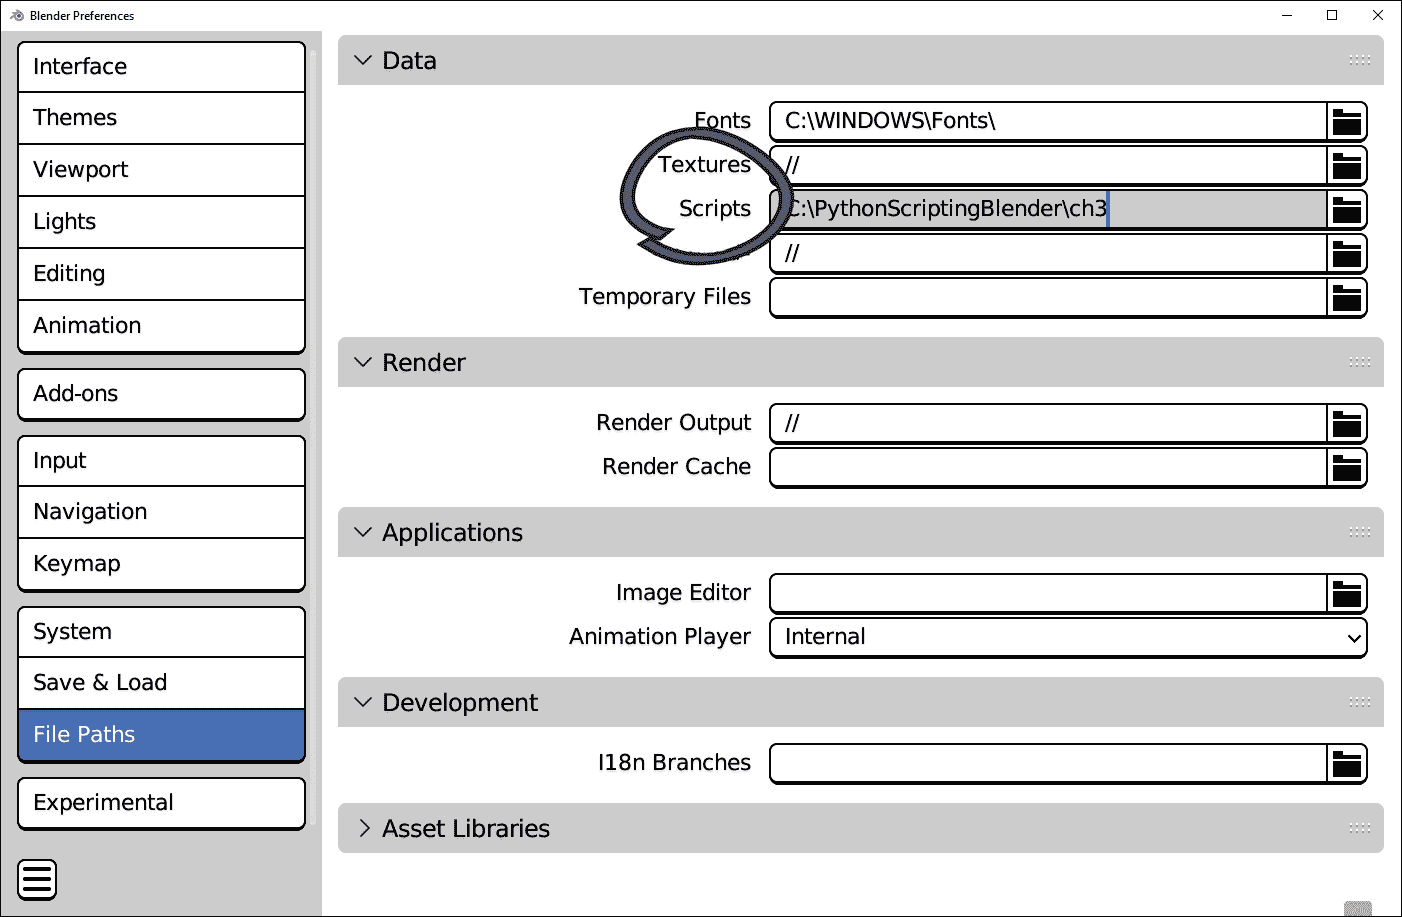 Blender Preferences
Interface
Themes
Viewport
Lights
Editing
Animation
Add-ons
Input
Navigation
Keymap
System
Save & Load
File Paths
Experimental
Data
Fonts C:\WINDOWS\Fonts\
Textures //
Scripts C:\PythonScriptingBlender\ch3
//
Temporary Files
Render
Render Output //
Render Cache
Applications
Image Editor
Animation Player Internal
Development
I18n Branches
Asset Libraries